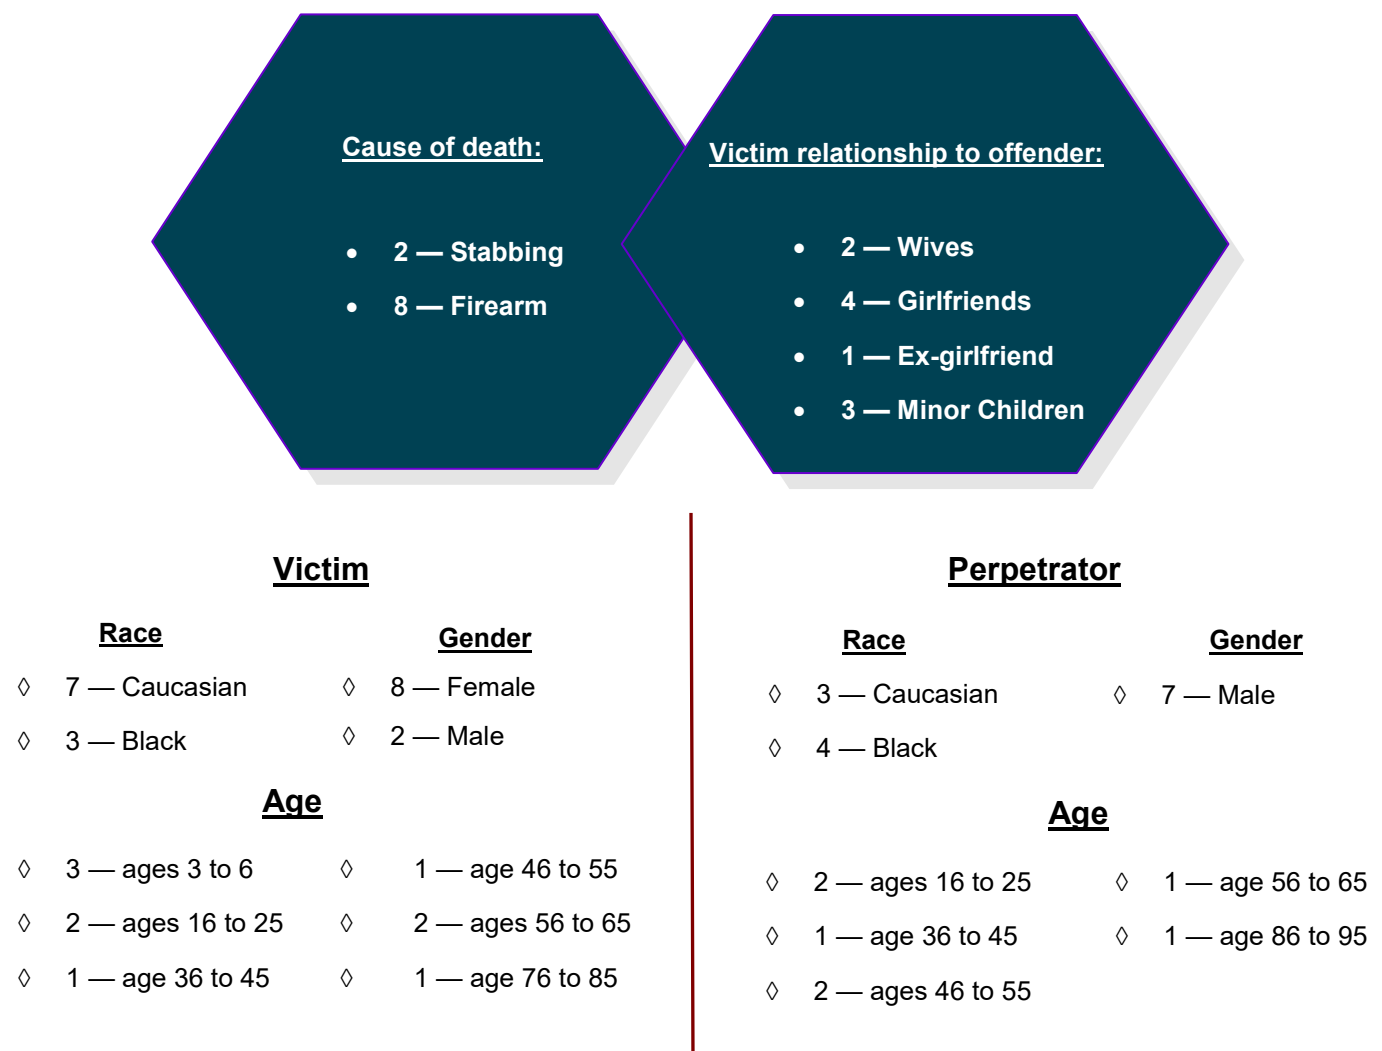 Cause of death:
• 2 — Stabbing
• 8 — Firearm
Victim relationship to offender:
• 2 — Wives
• 4 — Girlfriends
• 1 — Ex-girlfriend
• 3 — Minor Children
Victim
Race
◊ 7 — Caucasian
◊ 3 — Black
Gender
◊ 8 — Female
◊ 2 — Male
Age
◊ 3 — ages 3 to 6
◊ 2 — ages 16 to 25
◊ 1 — age 36 to 45
◊ 1 — age 46 to 55
◊ 2 — ages 56 to 65
◊ 1 — age 76 to 85
Perpetrator
Race
◊ 3 — Caucasian
◊ 4 — Black
Gender
◊ 7 — Male
Age
◊ 2 — ages 16 to 25
◊ 1 — age 36 to 45
◊ 2 — ages 46 to 55
◊ 1 — age 56 to 65
◊ 1 — age 86 to 95